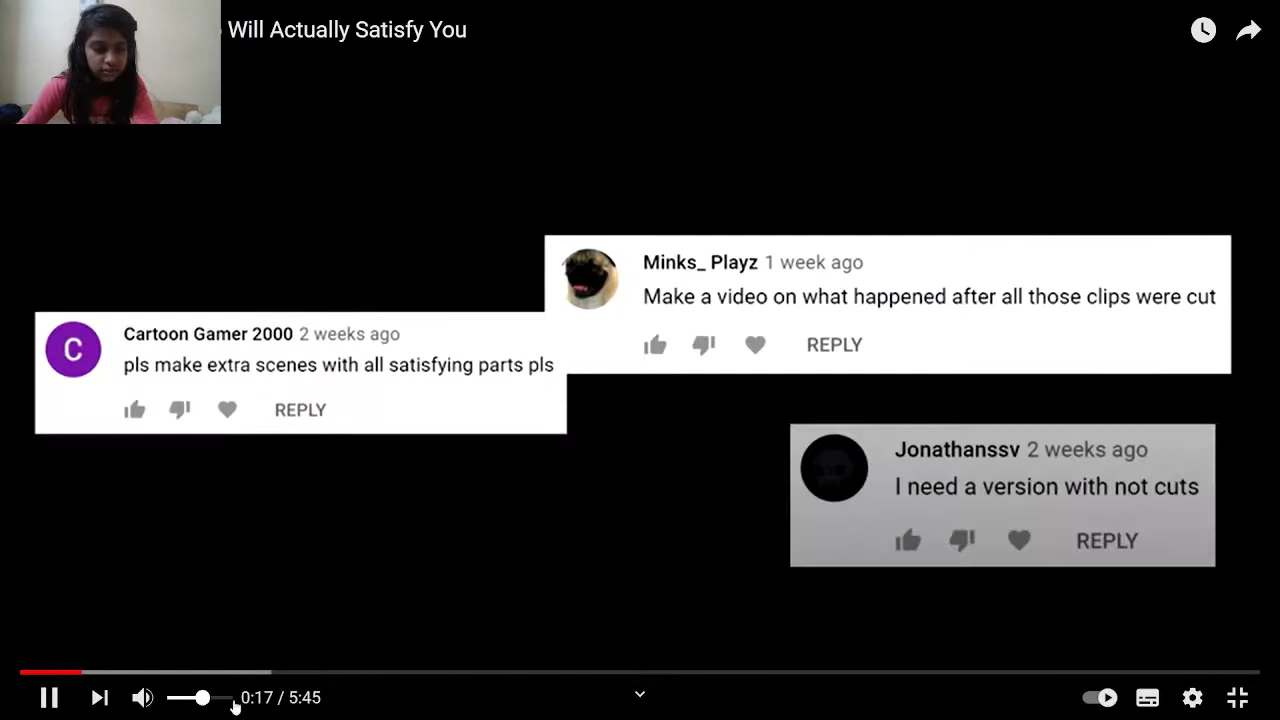 Will Actually Satisfy You
Minks_ Playz 1 week ago
Make a video on what happened after all those clips were cut
REPLY
Cartoon Gamer 2000 2 weeks ago
C
pls make extra scenes with all satisfying parts pls
REPLY
Jonathanssv 2 weeks ago
I need a version with not cuts
REPLY
0:17 / 5:45